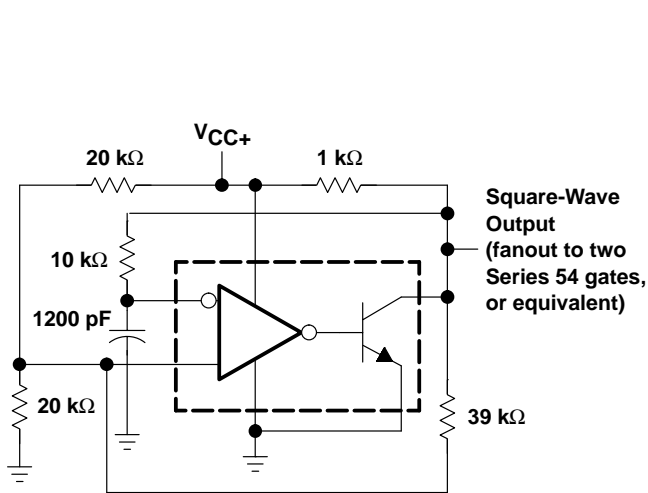 VCC+
20 kΩ
1 kΩ
Square-Wave
Output
(fanout to two
Series 54 gates,
or equivalent)
10 kΩ
1200 pF
20 kΩ
39 kΩ